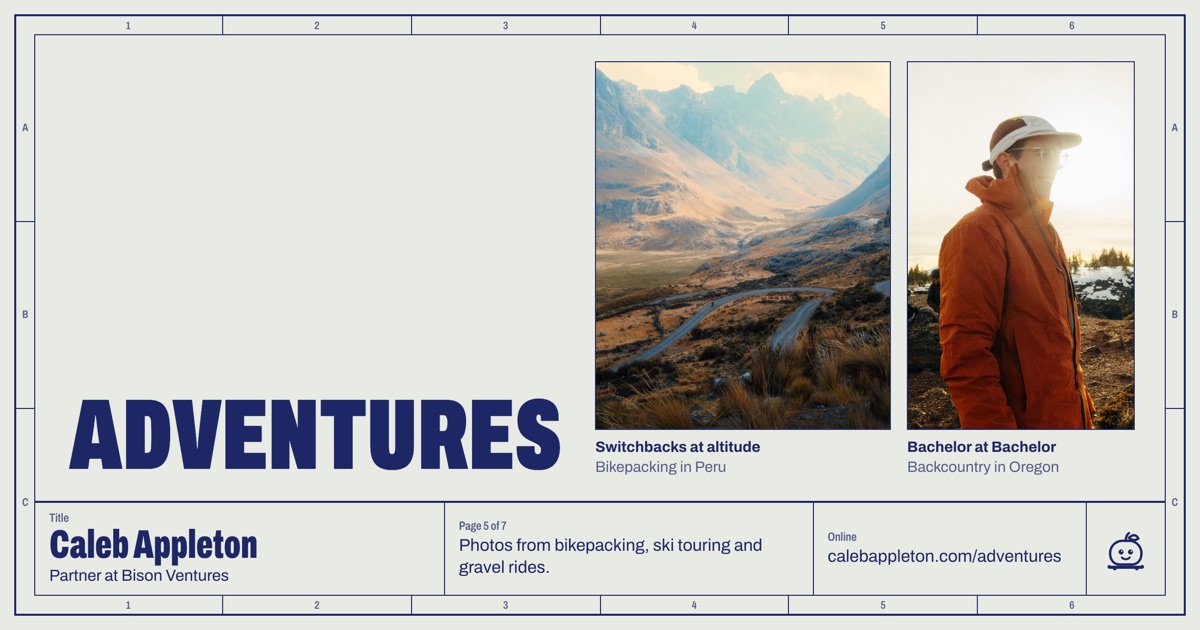 1 2 3 4 5 6
A A
B B
C C
ADVENTURES
Switchbacks at altitude
Bikepacking in Peru
Bachelor at Bachelor
Backcountry in Oregon
Title
Caleb Appleton
Partner at Bison Ventures
Page 5 of 7
Photos from bikepacking, ski touring and
gravel rides.
Online
calebappleton.com/adventures
1 2 3 4 5 6